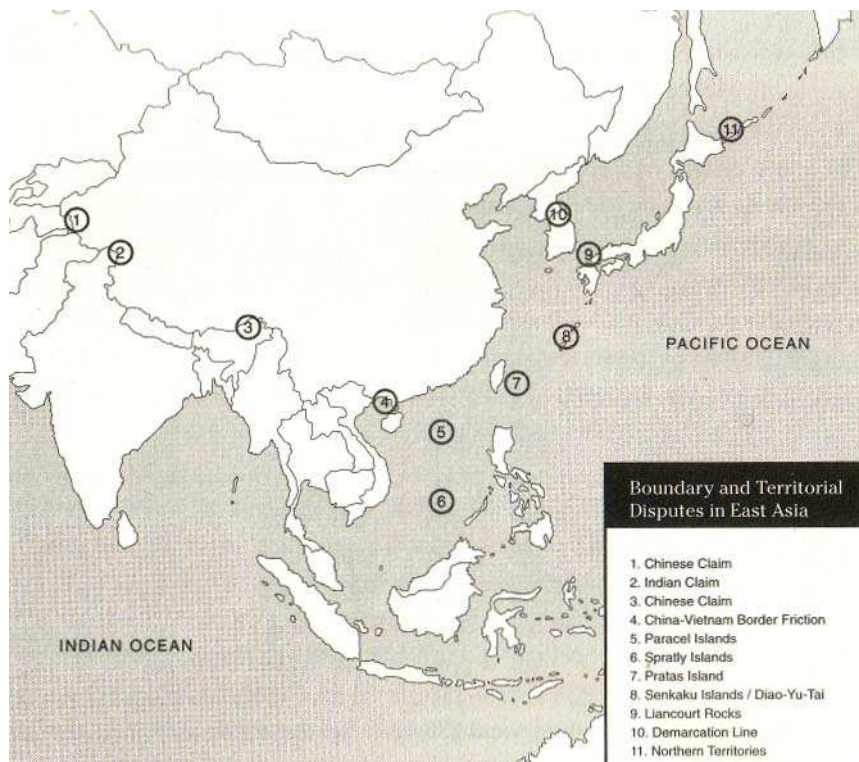 11
1
10
2
9
3
8
PACIFIC OCEAN
7
4
5
6
Boundary and Territorial
Disputes in East Asia
1. Chinese Claim
2. Indian Claim
3. Chinese Claim
4. China-Vietnam Border Friction
5. Paracel Islands
6. Spratly Islands
7. Pratas Island
8. Senkaku Islands / Diao-Yu-Tai
9. Liancourt Rocks
10. Demarcation Line
11. Northern Territories
INDIAN OCEAN